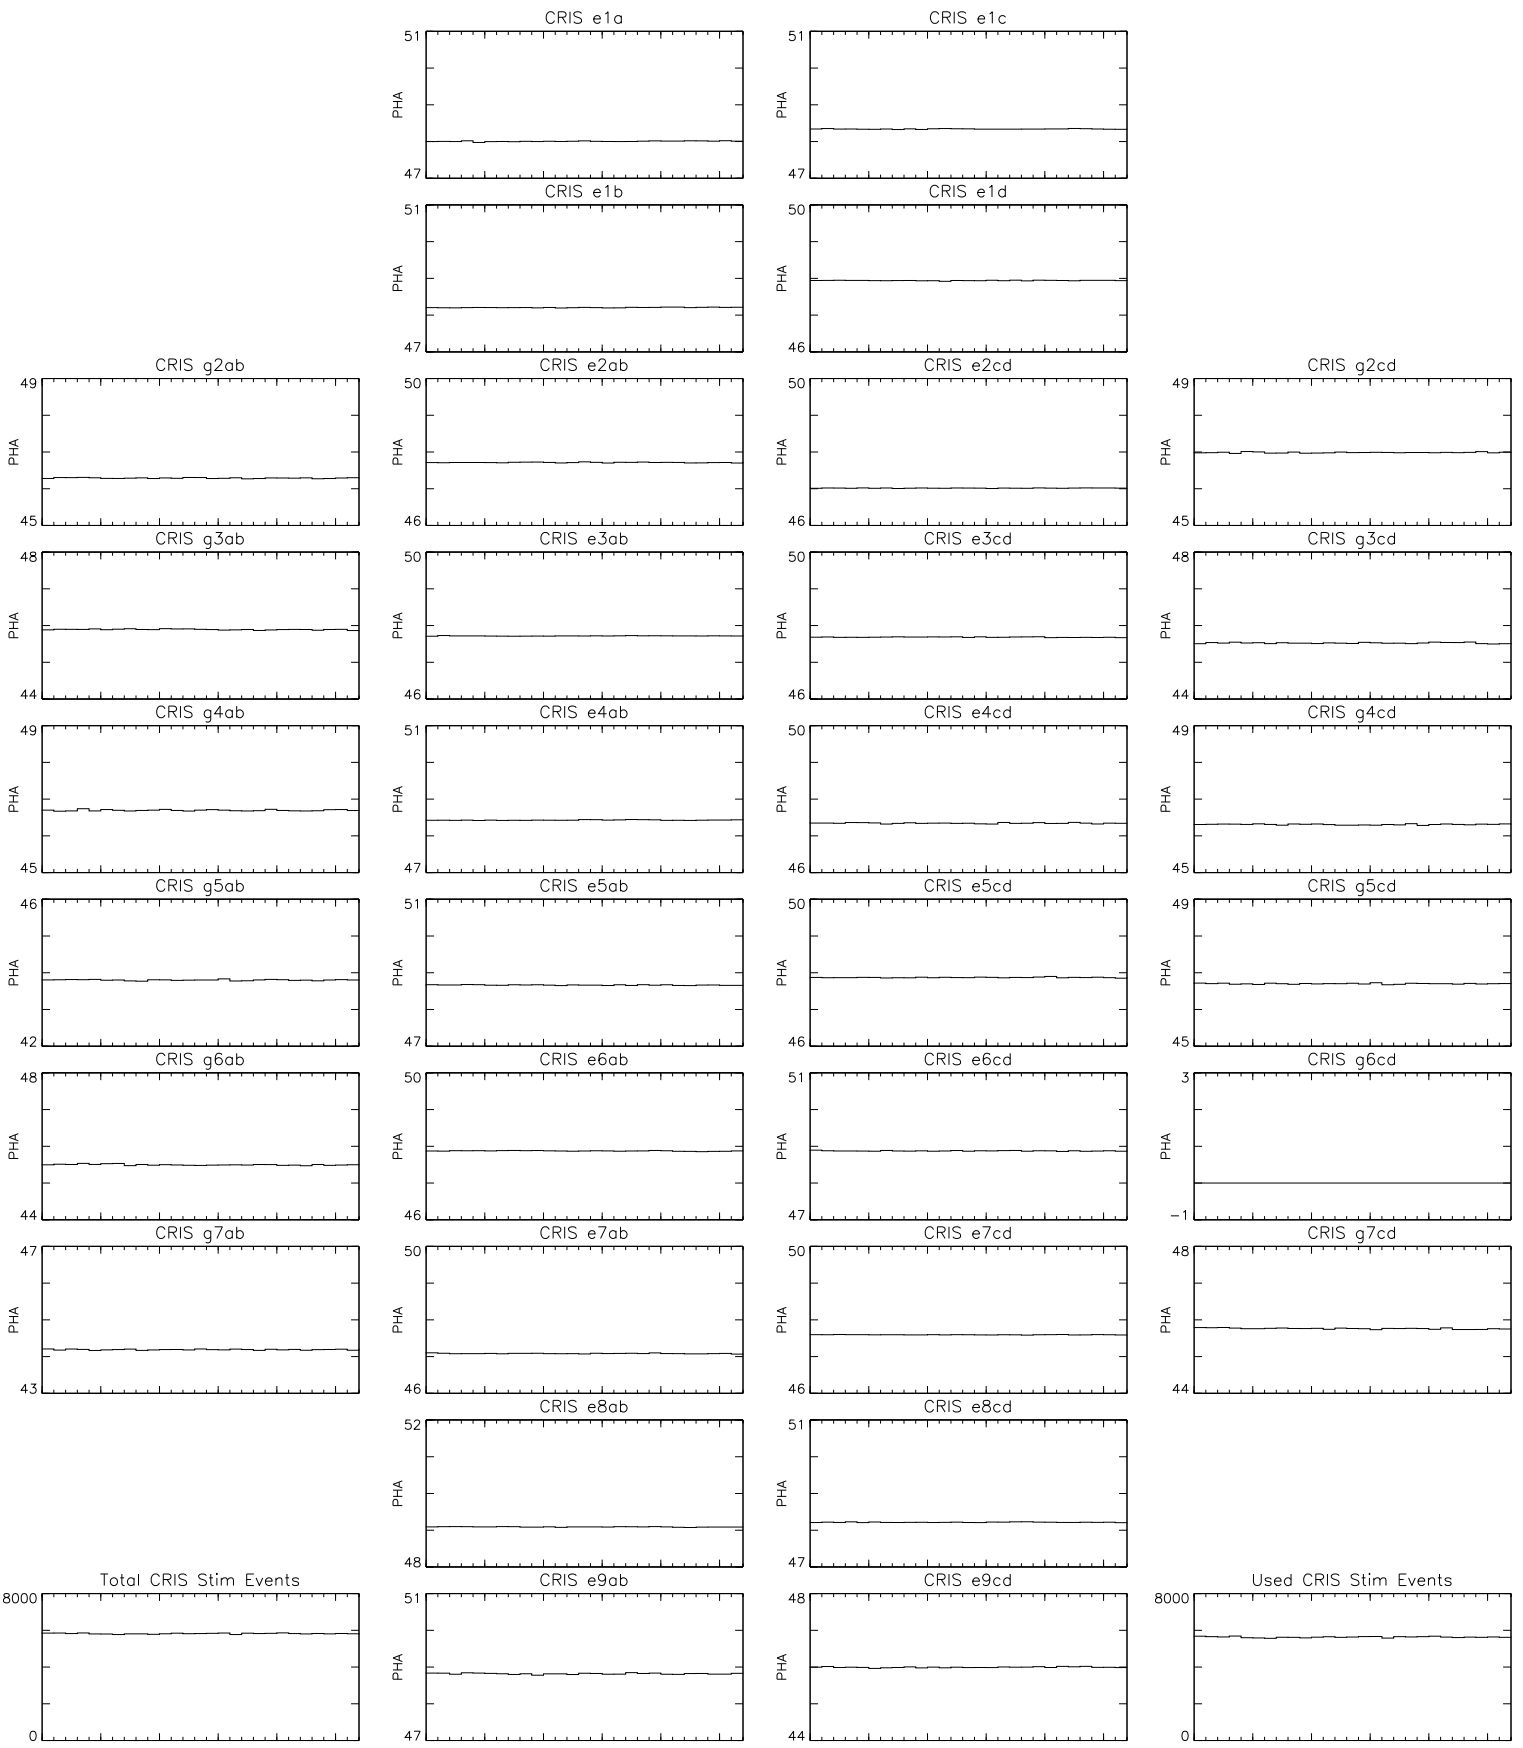 CRIS e1a
CRIS e1c
51
PHA
47
51
PHA
47
CRIS e1b
CRIS e1d
51
PHA
47
50
PHA
46
CRIS g2ab
CRIS e2ab
CRIS e2cd
CRIS g2cd
49
PHA
45
50
PHA
46
50
PHA
46
49
PHA
45
CRIS g3ab
CRIS e3ab
CRIS e3cd
CRIS g3cd
48
PHA
44
50
PHA
46
50
PHA
46
48
PHA
44
CRIS g4ab
CRIS e4ab
CRIS e4cd
CRIS g4cd
49
PHA
45
51
PHA
47
50
PHA
46
49
PHA
45
CRIS g5ab
CRIS e5ab
CRIS e5cd
CRIS g5cd
46
PHA
42
51
PHA
47
50
PHA
46
49
PHA
45
CRIS g6ab
CRIS e6ab
CRIS e6cd
CRIS g6cd
48
PHA
44
50
PHA
46
51
PHA
47
3
PHA
−1
CRIS g7ab
CRIS e7ab
CRIS e7cd
CRIS g7cd
47
PHA
43
50
PHA
46
50
PHA
46
48
PHA
44
CRIS e8ab
CRIS e8cd
52
PHA
48
51
PHA
47
Total CRIS Stim Events
CRIS e9ab
CRIS e9cd
Used CRIS Stim Events
8000
0
51
PHA
47
48
PHA
44
8000
0